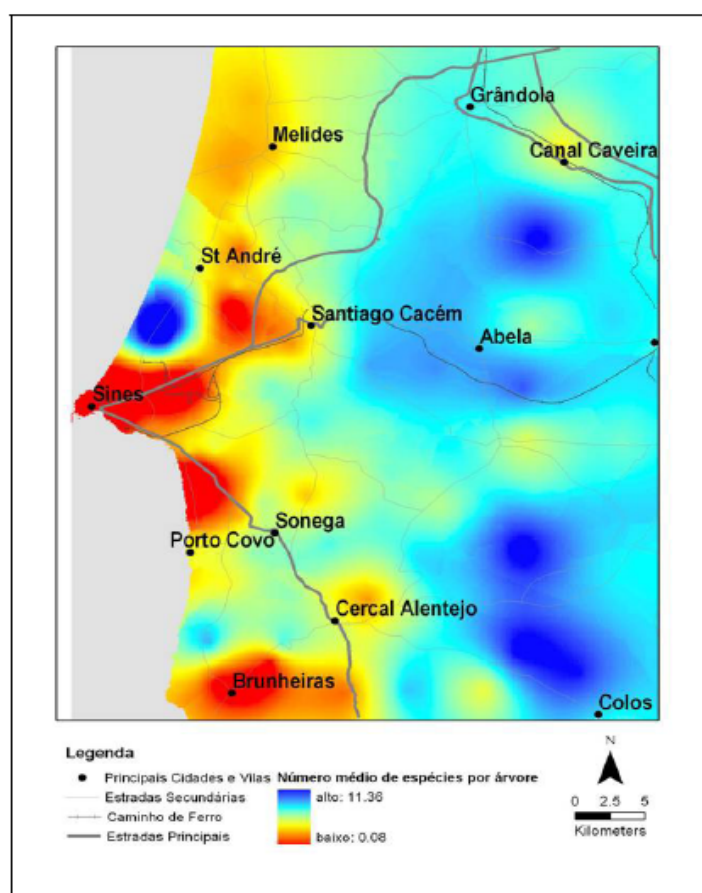 Grândola
Melides
Canal Caveira
St André
Santiago Cacém
Abela
Sines
Sonega
Porto Covo
Cercal Alentejo
Brunheiras
Colos
Legenda
Principais Cidades e Vilas
Estradas Secundárias
Caminho de Ferro
Estradas Principais
Número médio de espécies por árvore
alto: 11.36
baixo: 0.08
N
0 2.5 5
Kilometers